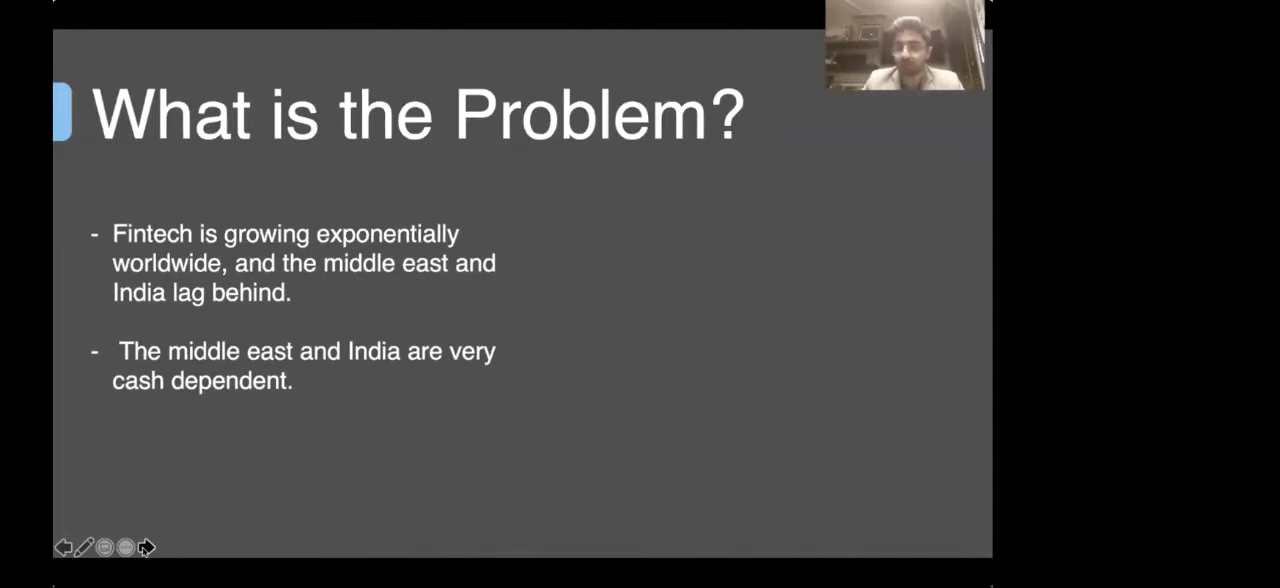 What is the Problem?
- Fintech is growing exponentially
worldwide, and the middle east and
India lag behind.
- The middle east and India are very
cash dependent.